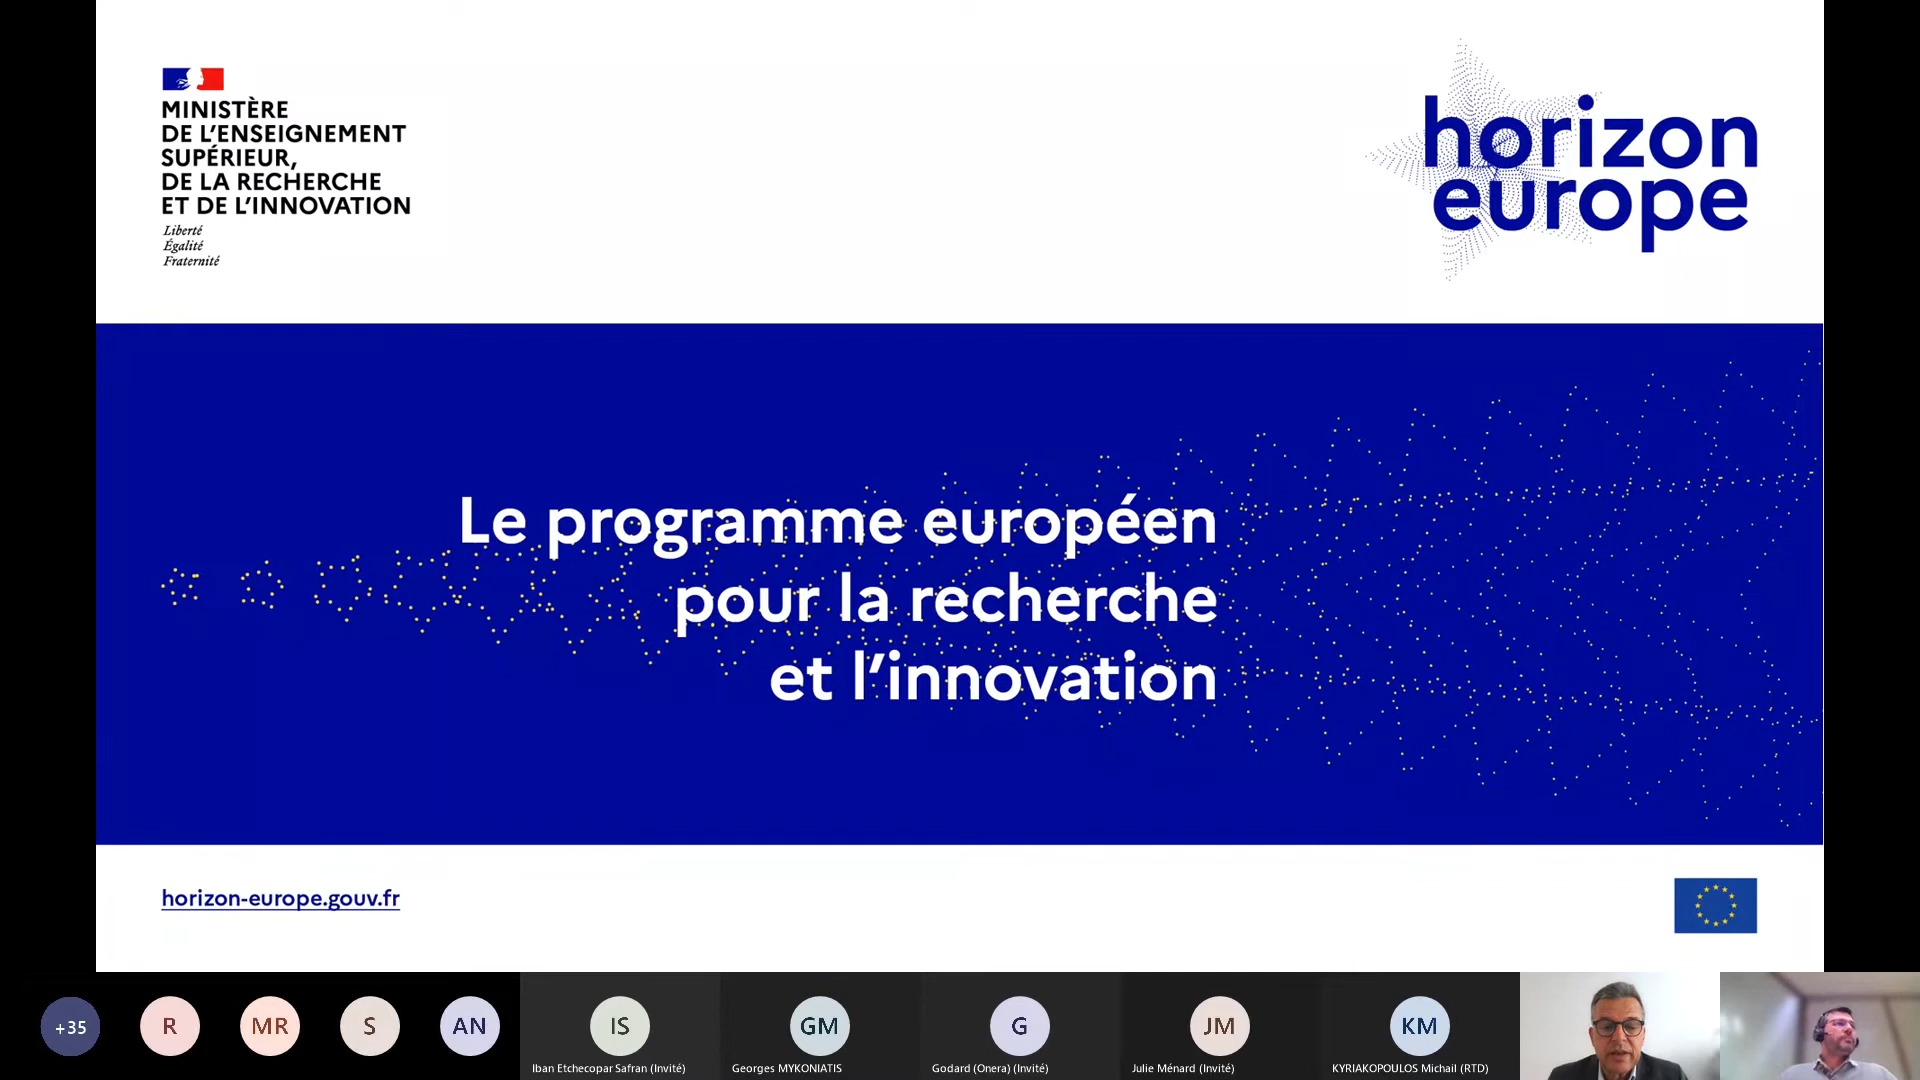 MINISTÈRE
DE L'ENSEIGNEMENT
SUPÉRIEUR,
DE LA RECHERCHE
ET DE L'INNOVATION
Liberté
Égalité
Fraternité
horizon
europe
Le programme européen
pour la recherche
et l'innovation
horizon-europe.gouv.fr
+35
R
MR
S
AN
IS
GM
G
JM
KM
Iban Etchecopar Safran (Invité)
Georges MYKONIATIS
Godard (Onera) (Invité)
Julie Ménard (Invité)
KYRIAKOPOULOS Michail (RTD)